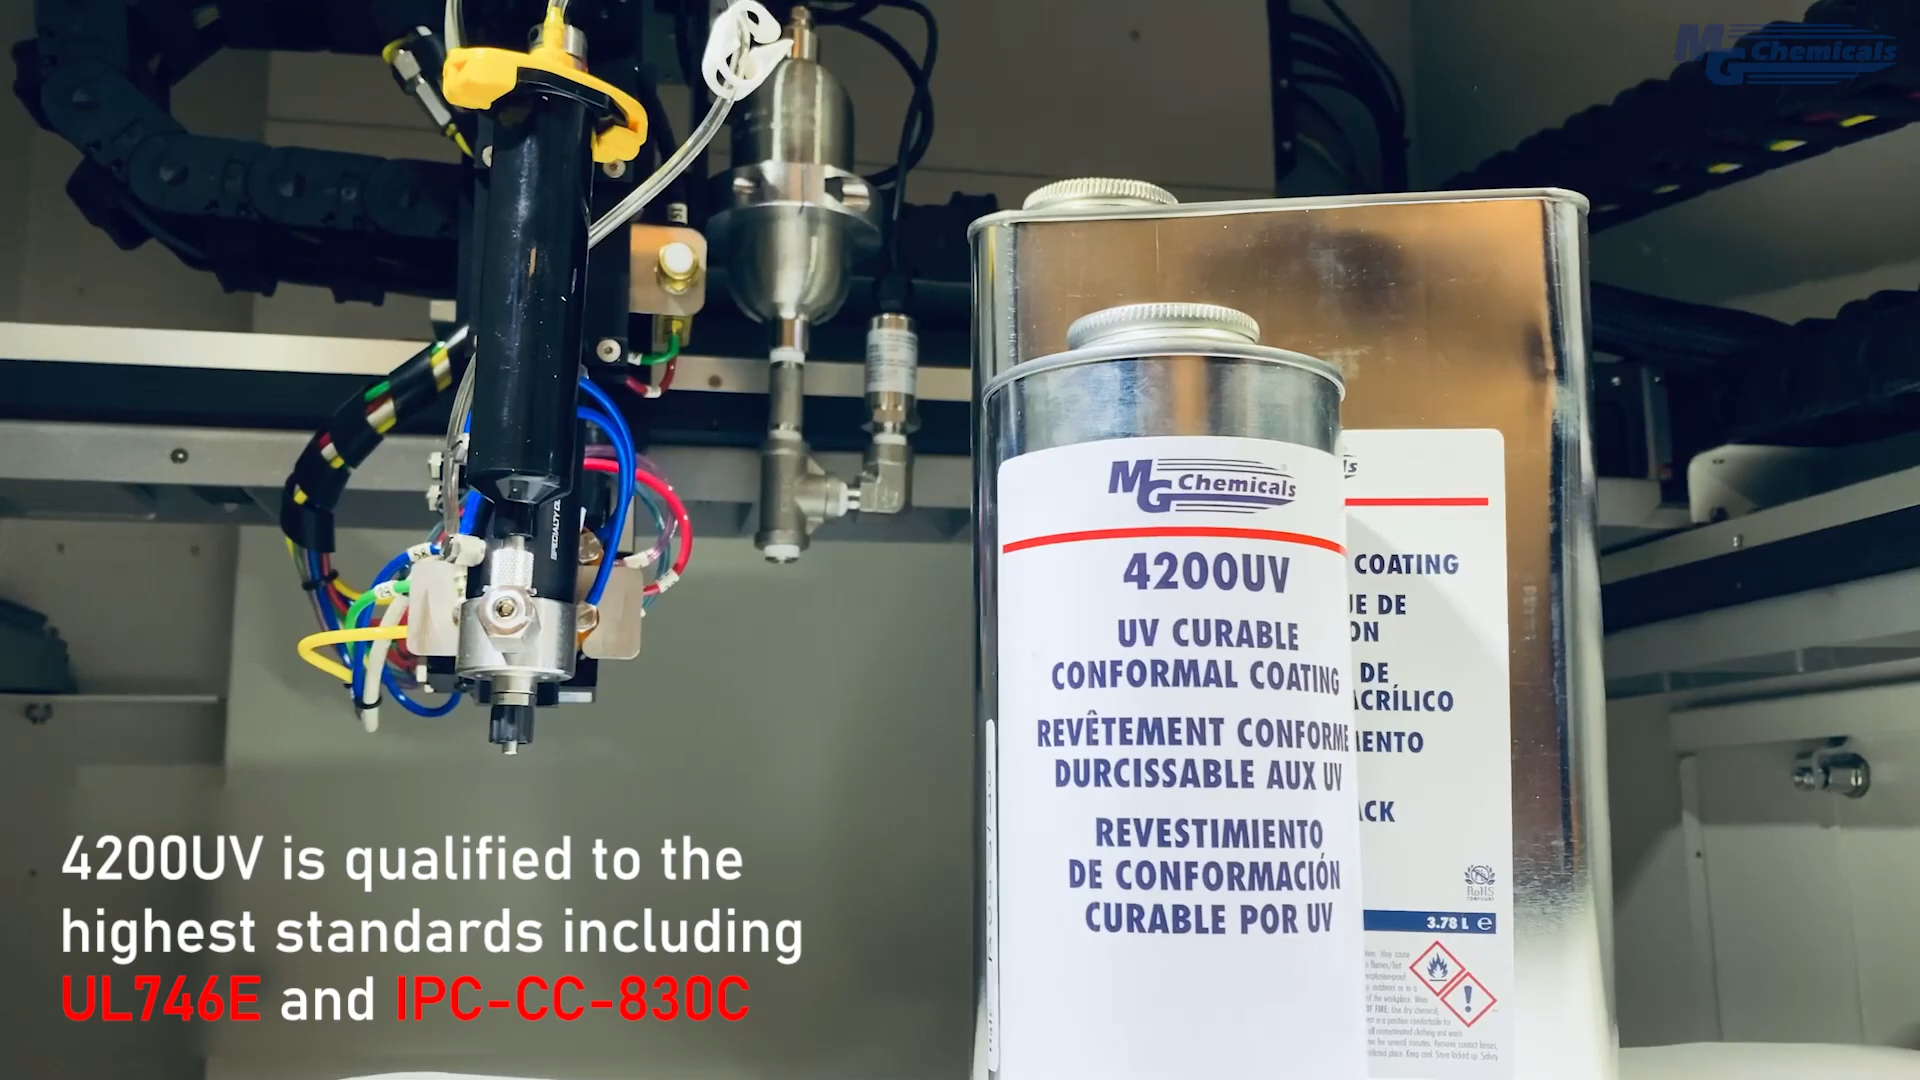 MG Chemicals
MG Chemicals
4200UV
UV CURABLE
CONFORMAL COATING
REVÊTEMENT CONFORME
DURCISSABLE AUX UV
REVESTIMIENTO
DE CONFORMACIÓN
CURABLE POR UV
ls
COATING
UE DE
ON
DE
ACRÍLICO
IENTO
ACK
RoHS
3.78 L e
4200UV is qualified to the
highest standards including
UL746E and IPC-CC-830C